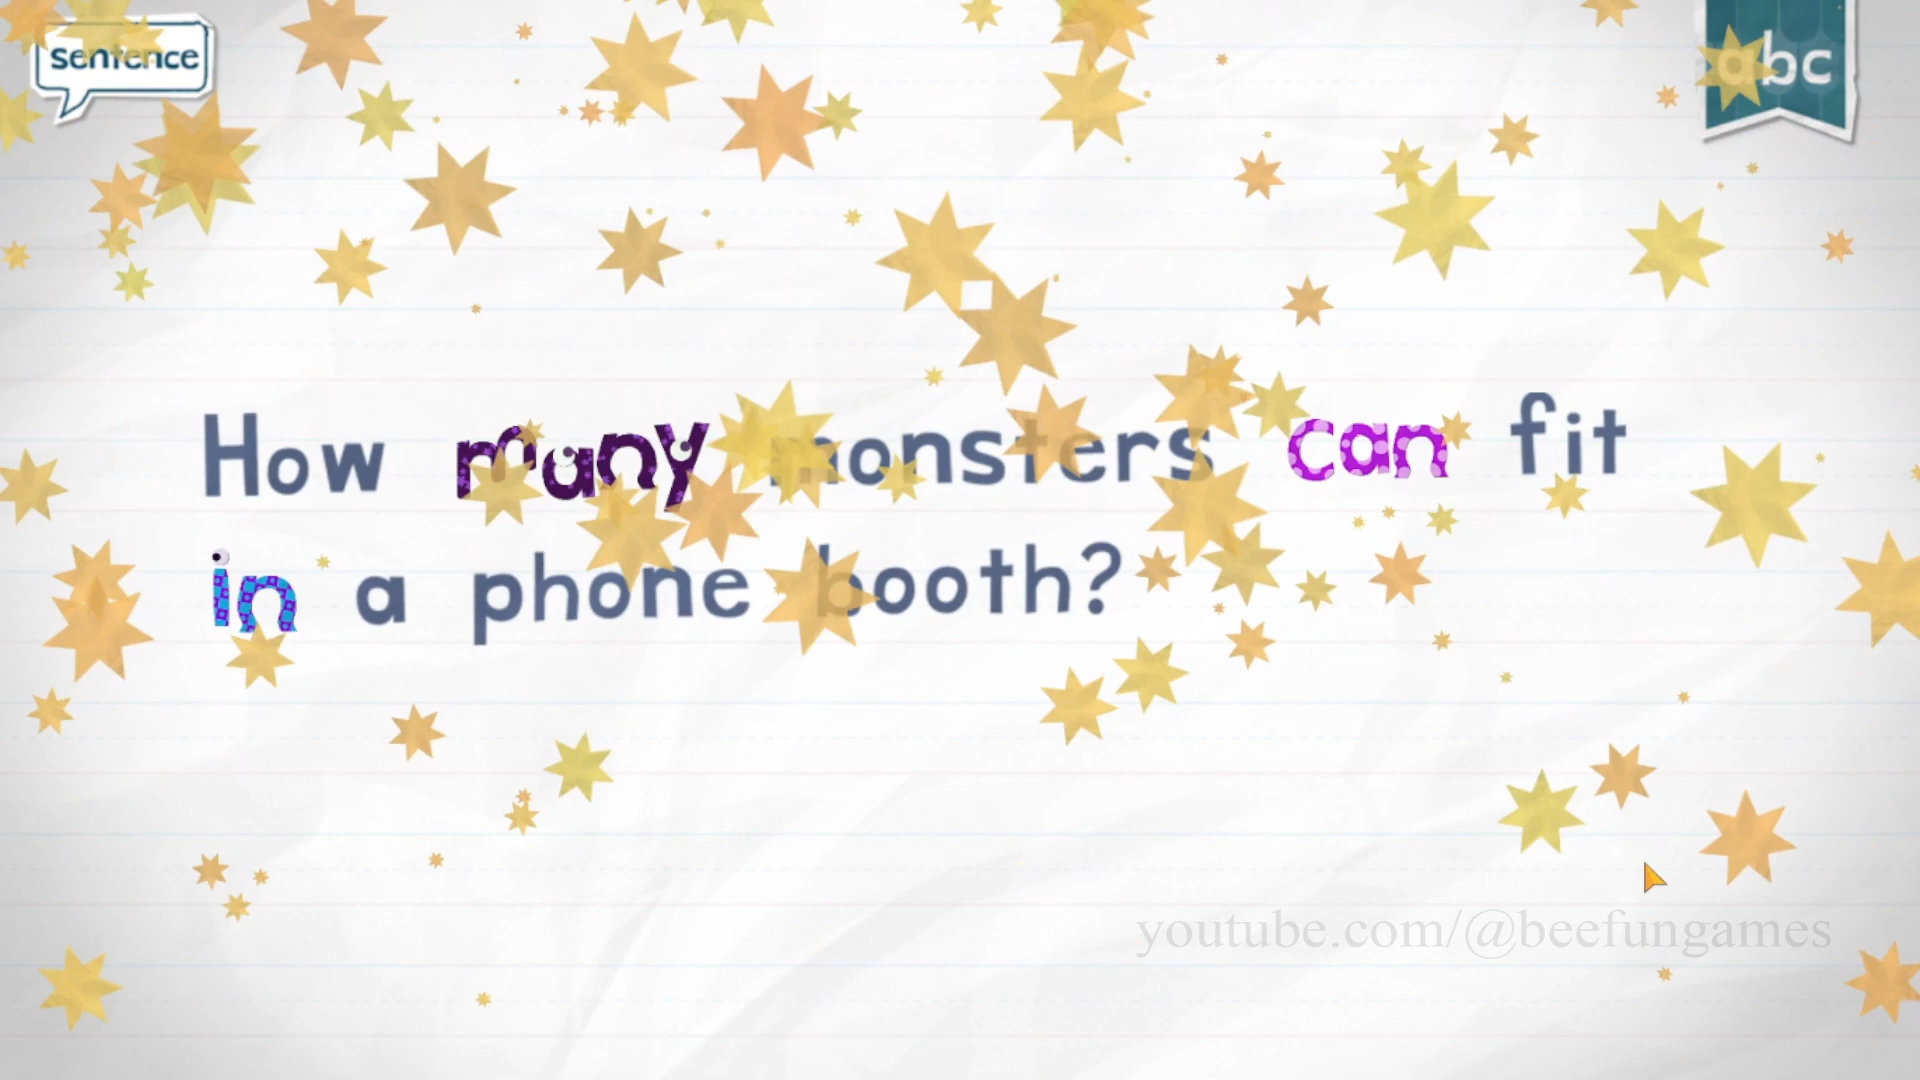 sentence
abc
How many monsters can fit
in a phone booth?
youtube.com/@beefungames